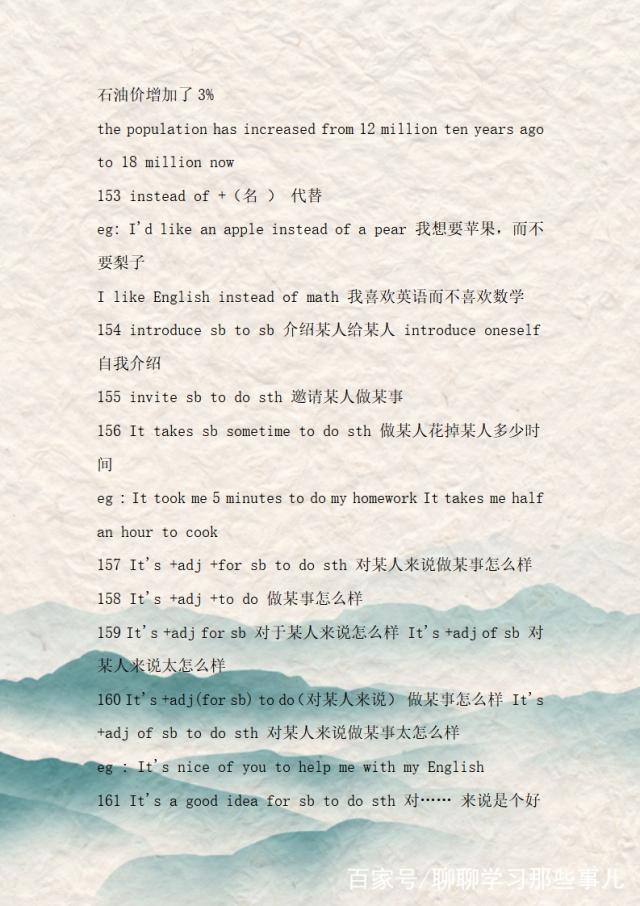 石油价增加了 3%
the population has increased from 12 million ten years ago
to 18 million now
153 instead of +（名 ） 代替
eg: I'd like an apple instead of a pear 我想要苹果，而不
要梨子
I like English instead of math 我喜欢英语而不喜欢数学
154 introduce sb to sb 介绍某人给某人 introduce oneself
自我介绍
155 invite sb to do sth 邀请某人做某事
156 It takes sb sometime to do sth 做某人花掉某人多少时
间
eg : It took me 5 minutes to do my homework It takes me half
an hour to cook
157 It's +adj +for sb to do sth 对某人来说做某事怎么样
158 It's +adj +to do 做某事怎么样
159 It's +adj for sb 对于某人来说怎么样 It's +adj of sb 对
某人来说太怎么样
160 It's +adj(for sb) to do（对某人来说） 做某事怎么样 It's
+adj of sb to do sth 对某人来说做某事太怎么样
eg : It's nice of you to help me with my English
161 It's a good idea for sb to do sth 对…… 来说是个好
百家号/聊聊学习那些事儿